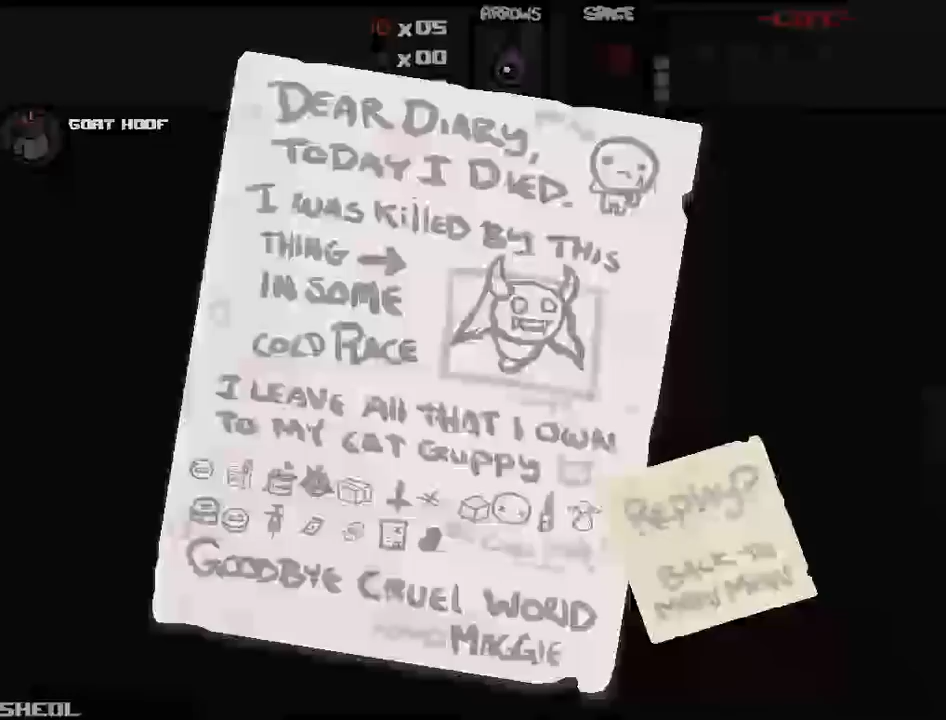 x05
ARROWS
SPACE
x00
GOAT HOOF
DEAR DIARY,
TODAY I DIED.
I WAS KILLED BY THIS
THING →
IN SOME
COLD PLACE
I LEAVE ALL THAT I OWN
TO MY CAT GUPPY
GOODBYE CRUEL WORLD
MAGGIE
REPLAY?
BACK TO
MAIN MENU
SHEOL